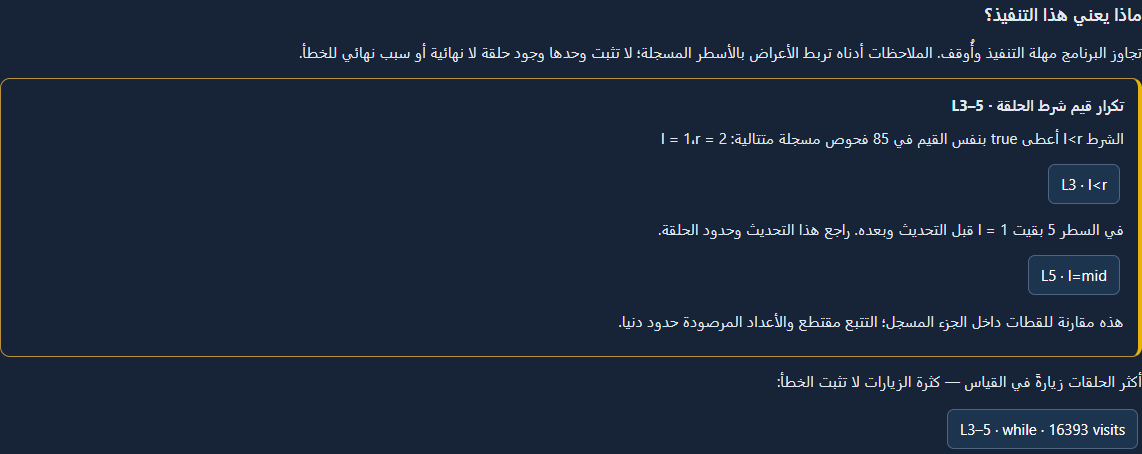 ماذا يعني هذا التنفيذ؟
تجاوز البرنامج مهلة التنفيذ وأُوقف. الملاحظات أدناه تربط الأعراض بالأسطر المسجلة؛ لا تثبت وحدها وجود حلقة لا نهائية أو سبب نهائي للخطأ.
تكرار قيم شرط الحلقة · L3–5
الشرط l<r أعطى true بنفس القيم في 85 فحوص مسجلة متتالية: l = 1،r = 2
L3 · l<r
في السطر 5 بقيت l = 1 قبل التحديث وبعده. راجع هذا التحديث وحدود الحلقة.
L5 · l=mid
هذه مقارنة للقطات داخل الجزء المسجل؛ التتبع مقتطع والأعداد المرصودة حدود دنيا.
أكثر الحلقات زيارةً في القياس — كثرة الزيارات لا تثبت الخطأ:
L3–5 · while · 16393 visits